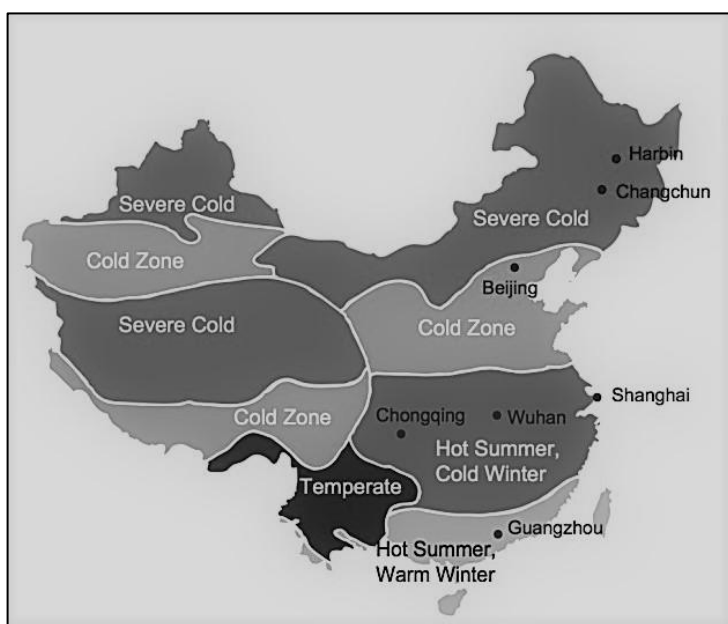 Harbin
Changchun
Severe Cold
Severe Cold
Cold Zone
Beijing
Severe Cold
Cold Zone
Shanghai
Cold Zone
Chongqing
Wuhan
Hot Summer,
Cold Winter
Temperate
Guangzhou
Hot Summer,
Warm Winter